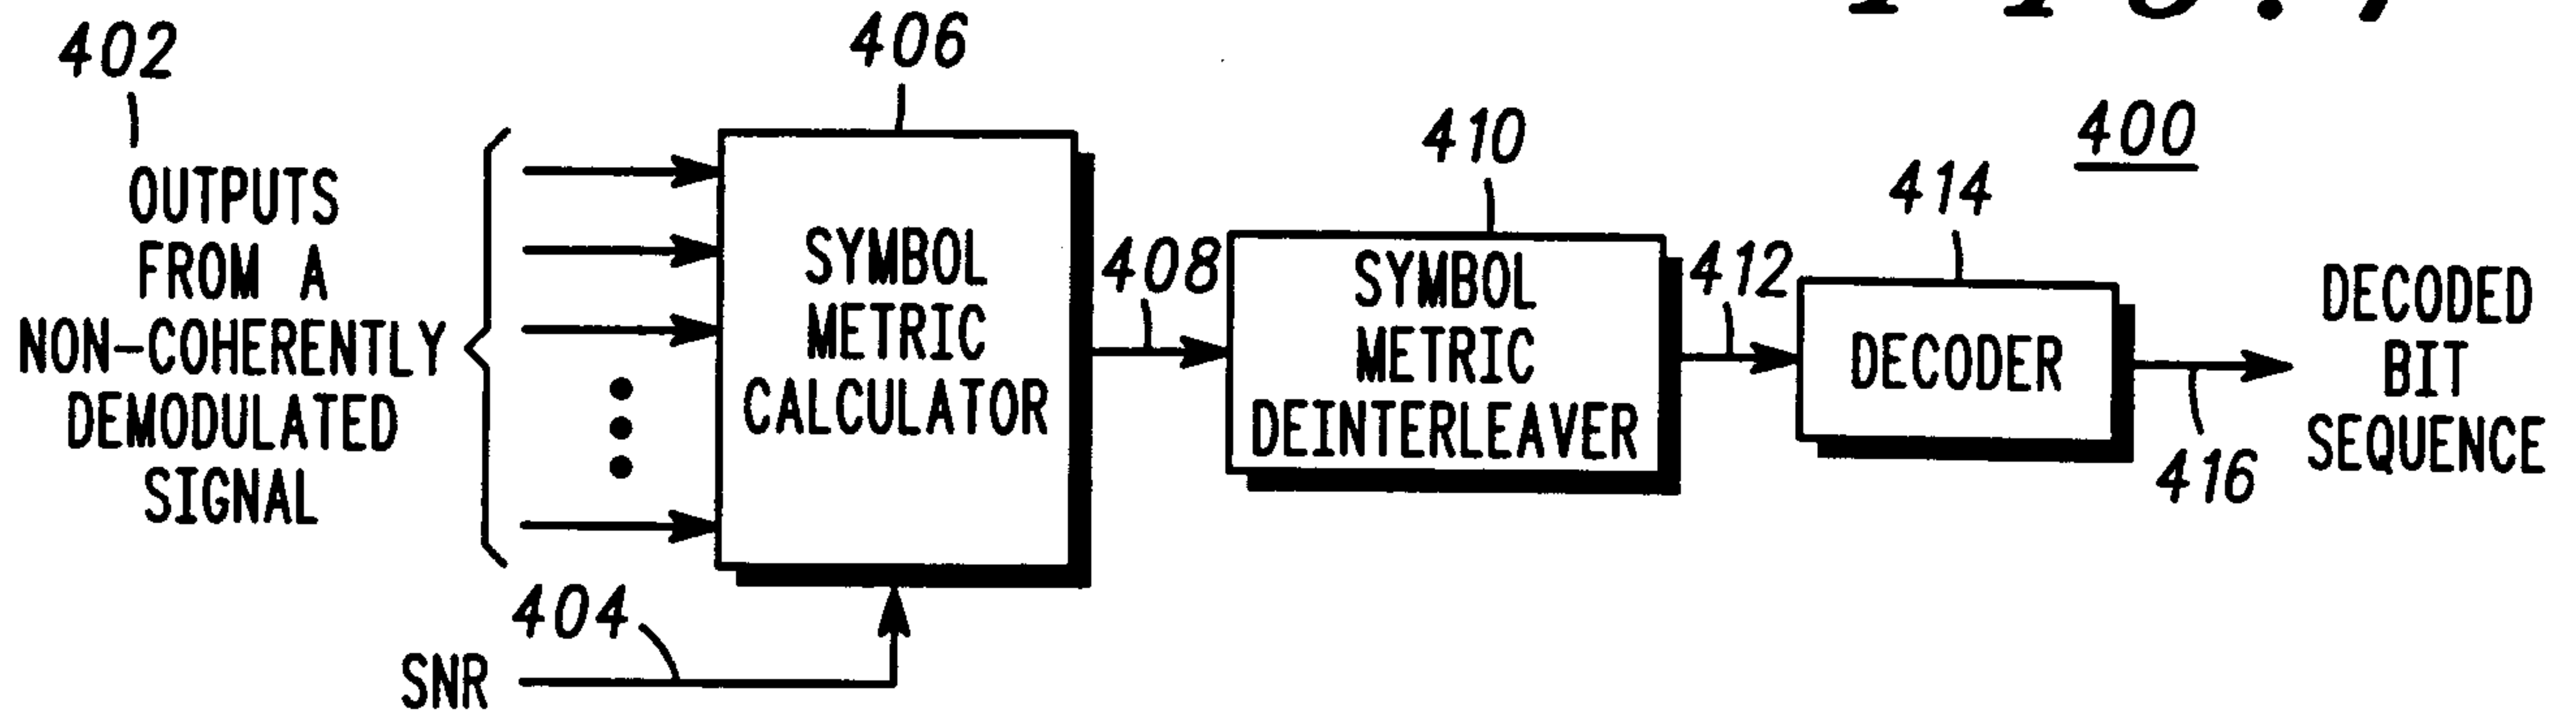 402
406
410
400
414
OUTPUTS
FROM A
NON-COHERENTLY
DEMODULATED
SIGNAL
SYMBOL
METRIC
CALCULATOR
408
SYMBOL
METRIC
DEINTERLEAVER
412
DECODER
DECODED
BIT
SEQUENCE
416
404
SNR